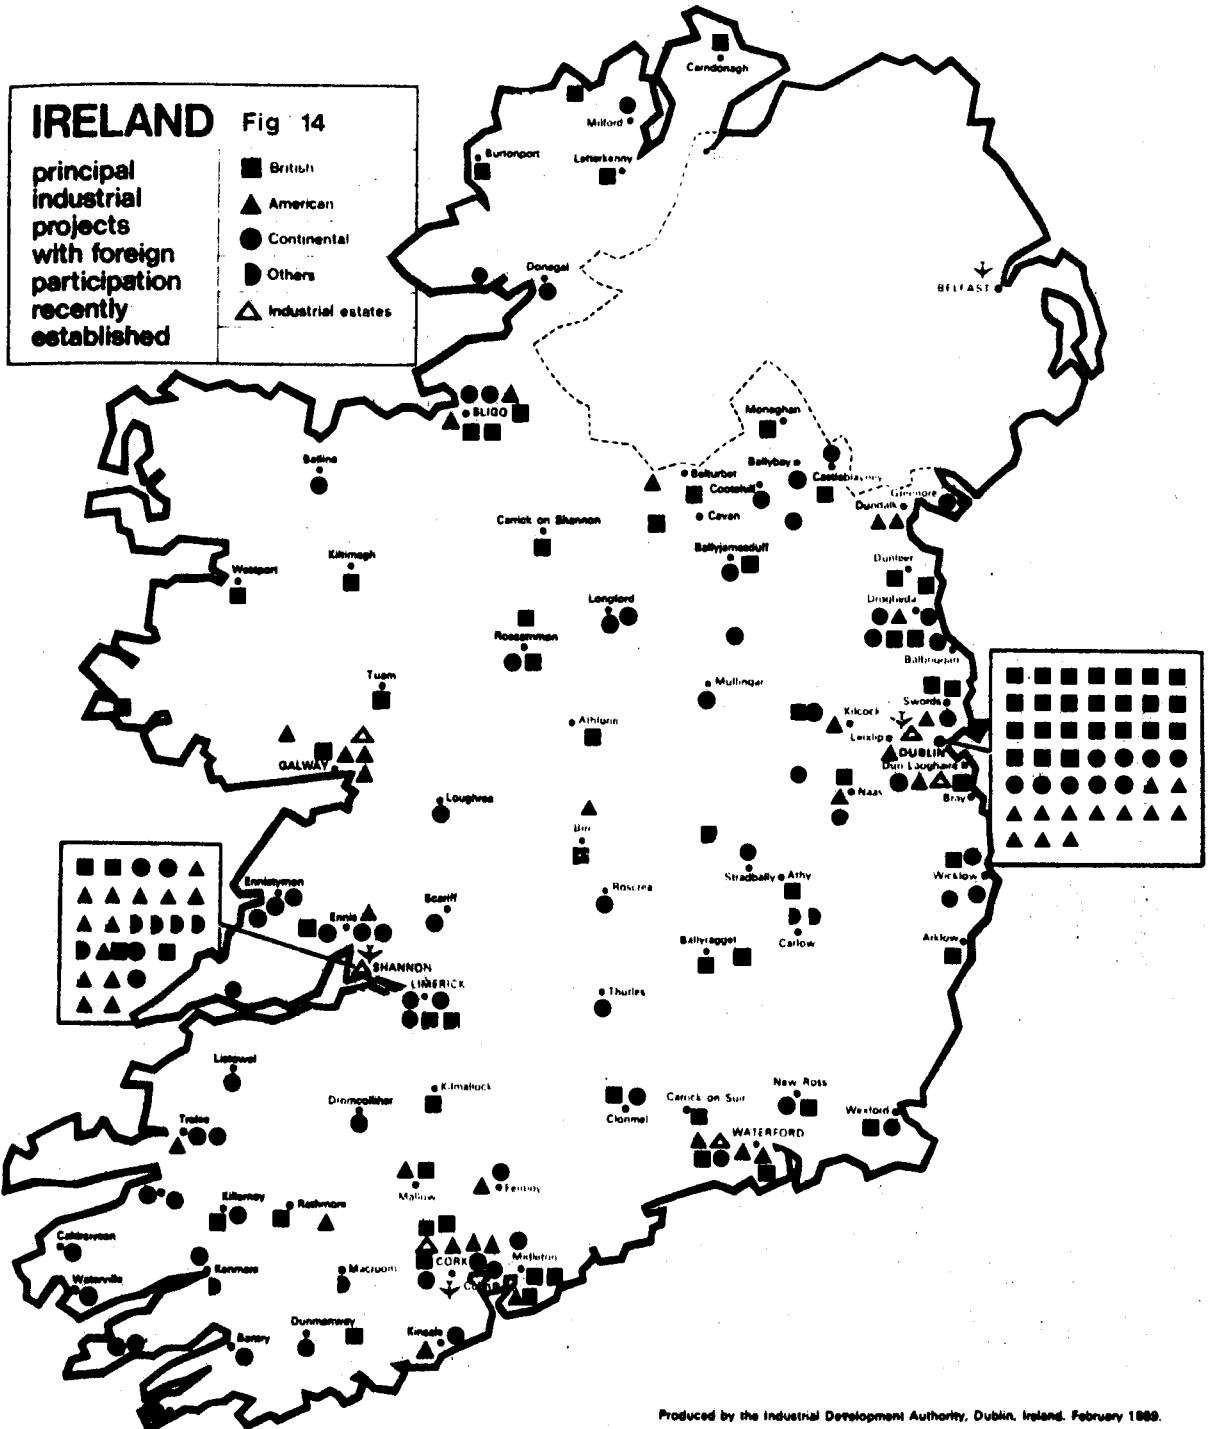 IRELAND Fig 14
principal
industrial
projects
with foreign
participation
recently
established
British
American
Continental
Others
Industrial estates
Carndonagh
Milford
Burtonport
Letterkenny
Donegal
BELFAST
SLIGO
Monaghan
Ballina
Ballybay
Belturbet
Castleblayney
Cootehill
Greenore
Dundalk
Carrick on Shannon
Cavan
Ballyjamesduff
Kiltimagh
Dunleer
Westport
Longford
Drogheda
Roscommon
Balbriggan
Tuam
Mullingar
Swords
Kilcock
Athlone
Leixlip
DUBLIN
GALWAY
Dun Laoghaire
Naas
Bray
Loughrea
Birr
Stradbally
Athy
Wicklow
Ennistymon
Roscrea
Scariff
Ennis
Carlow
Ballyragget
Arklow
SHANNON
LIMERICK
Thurles
Listowel
Kilmallock
New Ross
Dromcolliher
Carrick on Suir
Wexford
Clonmel
Tralee
WATERFORD
Mallow
Fermoy
Killarney
Rathmore
Cahirciveen
CORK
Midleton
Kenmare
Macroom
Waterville
Dunmanway
Kinsale
Bantry
Produced by the Industrial Development Authority, Dublin, Ireland. February 1969.